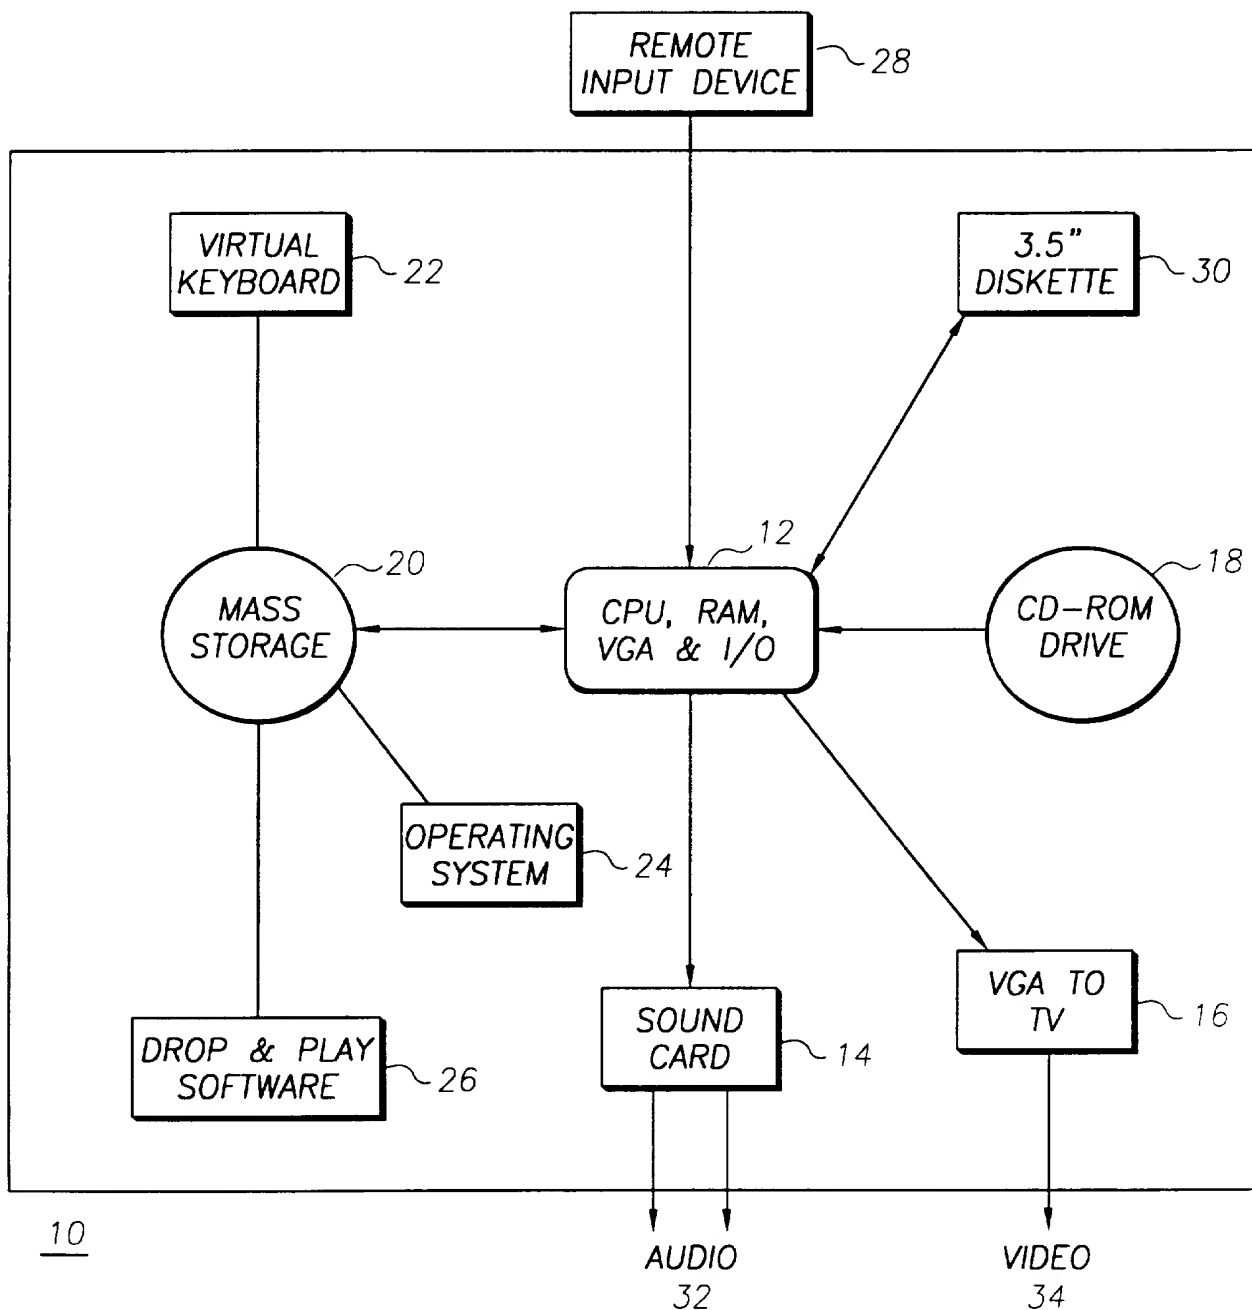 REMOTE
INPUT DEVICE
28
VIRTUAL
KEYBOARD
22
3.5"
DISKETTE
30
12
20
MASS
STORAGE
CPU, RAM,
VGA & I/O
18
CD-ROM
DRIVE
OPERATING
SYSTEM
24
DROP & PLAY
SOFTWARE
26
SOUND
CARD
14
VGA TO
TV
16
10
AUDIO
32
VIDEO
34